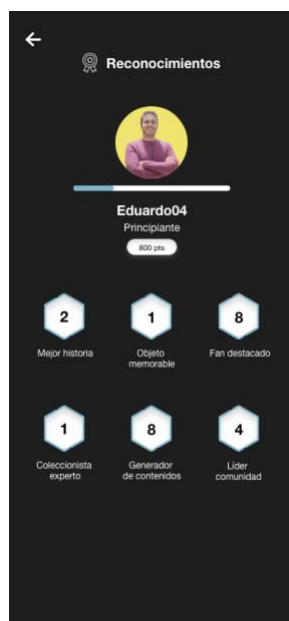 Reconocimientos
Eduardo04
Principiante
800 pts
2
1
8
Mejor historia
Objeto
memorable
Fan destacado
1
8
4
Coleccionista
experto
Generador
de contenidos
Líder
comunidad